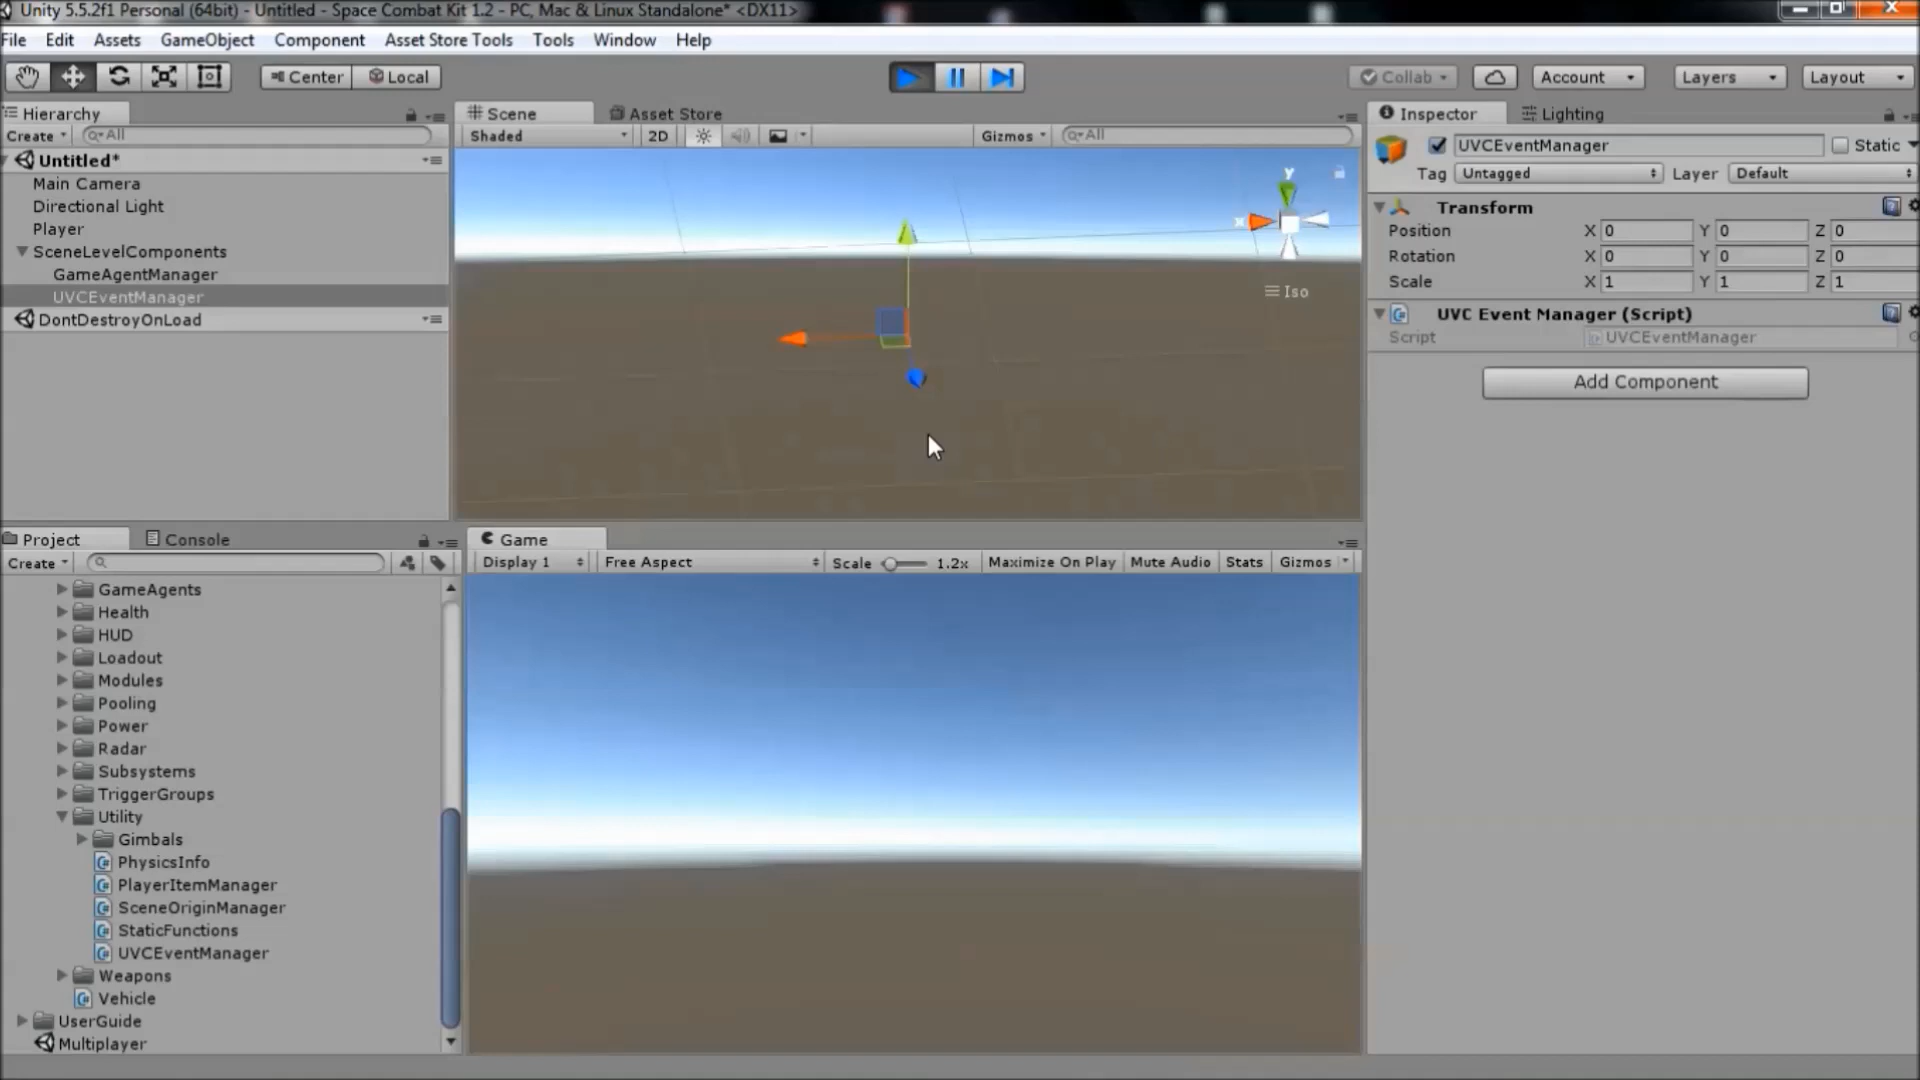 Unity 5.5.2f1 Personal (64bit) - Untitled - Space Combat Kit 1.2 - PC, Mac & Linux Standalone* <DX11>
File Edit Assets GameObject Component Asset Store Tools Tools Window Help
Center Local Collab Account Layers Layout
Hierarchy
Create All
Untitled*
Main Camera
Directional Light
Player
SceneLevelComponents
GameAgentManager
UVCEventManager
DontDestroyOnLoad
Scene Asset Store
Shaded 2D Gizmos All
y
x
Iso
Inspector Lighting
UVCEventManager Static
Tag Untagged Layer Default
Transform
Position X 0 Y 0 Z 0
Rotation X 0 Y 0 Z 0
Scale X 1 Y 1 Z 1
UVC Event Manager (Script)
Script UVCEventManager
Add Component
Project Console
Create
GameAgents
Health
HUD
Loadout
Modules
Pooling
Power
Radar
Subsystems
TriggerGroups
Utility
Gimbals
PhysicsInfo
PlayerItemManager
SceneOriginManager
StaticFunctions
UVCEventManager
Weapons
Vehicle
UserGuide
Multiplayer
Game
Display 1 Free Aspect Scale 1.2x Maximize On Play Mute Audio Stats Gizmos